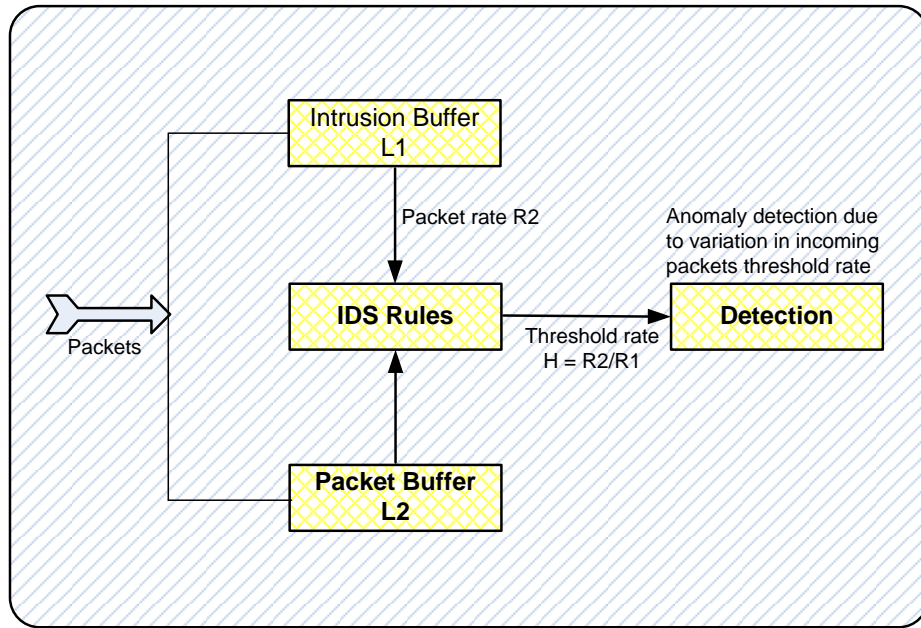 Intrusion Buffer
L1
Packet rate R2
Anomaly detection due
to variation in incoming
packets threshold rate
Packets
IDS Rules
Threshold rate
H = R2/R1
Detection
Packet Buffer
L2